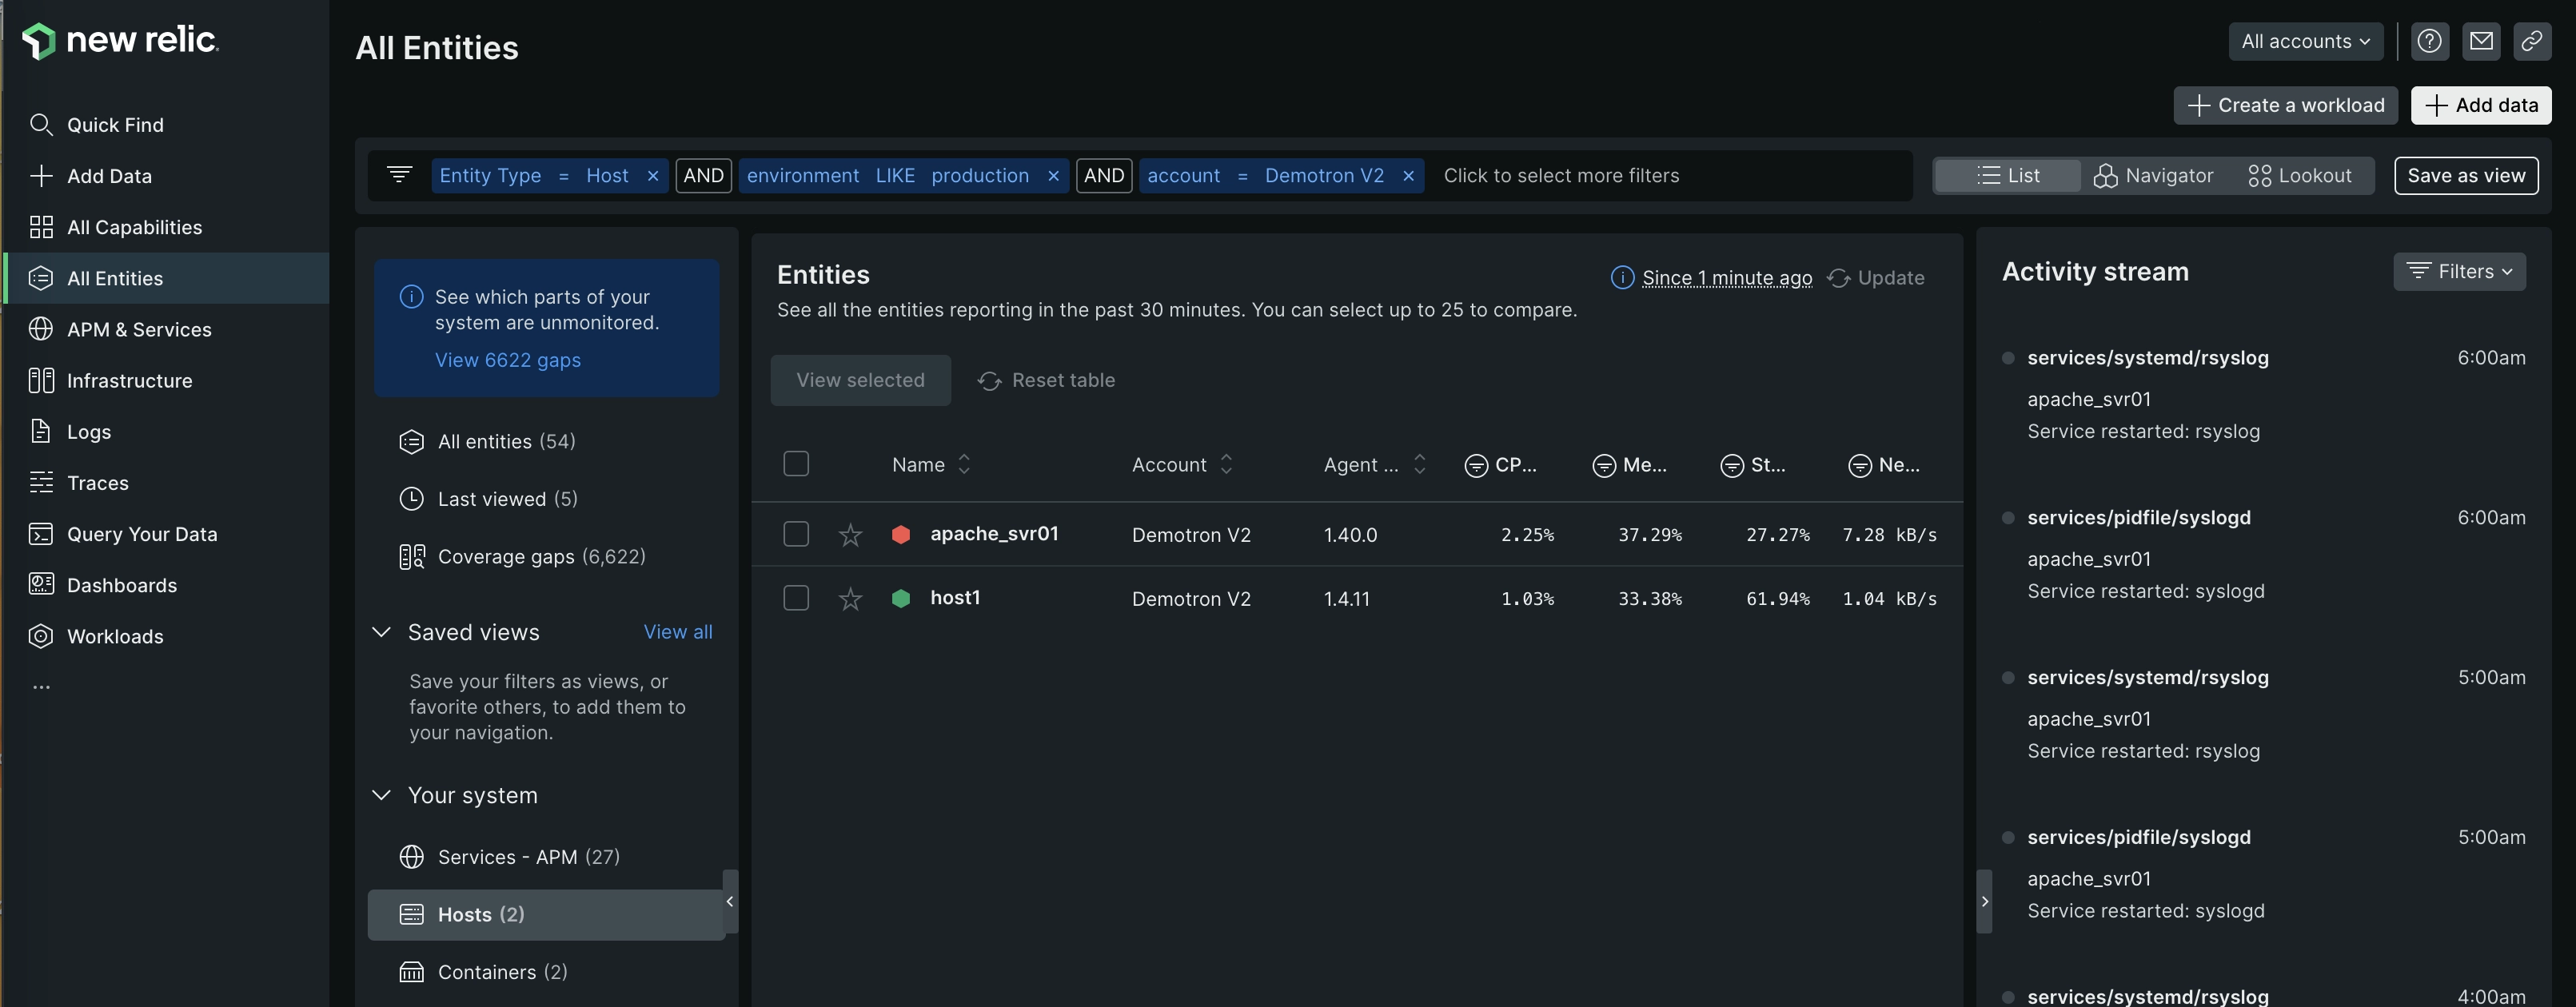 new relic.
Quick Find
Add Data
All Capabilities
All Entities
APM & Services
Infrastructure
Logs
Traces
Query Your Data
Dashboards
Workloads
...
All Entities
All accounts
Create a workload
Add data
Entity Type = Host × AND environment LIKE production × AND account = Demotron V2 × Click to select more filters
List
Navigator
Lookout
Save as view
See which parts of your
system are unmonitored.
View 6622 gaps
All entities (54)
Last viewed (5)
Coverage gaps (6,622)
Saved views
View all
Save your filters as views, or
favorite others, to add them to
your navigation.
Your system
Services - APM (27)
Hosts (2)
Containers (2)
Entities
Since 1 minute ago
Update
See all the entities reporting in the past 30 minutes. You can select up to 25 to compare.
View selected
Reset table
Name Account Agent ... CP... Me... St... Ne...
apache_svr01 Demotron V2 1.40.0 2.25% 37.29% 27.27% 7.28 kB/s
host1 Demotron V2 1.4.11 1.03% 33.38% 61.94% 1.04 kB/s
Activity stream
Filters
services/systemd/rsyslog 6:00am
apache_svr01
Service restarted: rsyslog
services/pidfile/syslogd 6:00am
apache_svr01
Service restarted: syslogd
services/systemd/rsyslog 5:00am
apache_svr01
Service restarted: rsyslog
services/pidfile/syslogd 5:00am
apache_svr01
Service restarted: syslogd
services/systemd/rsyslog 4:00am